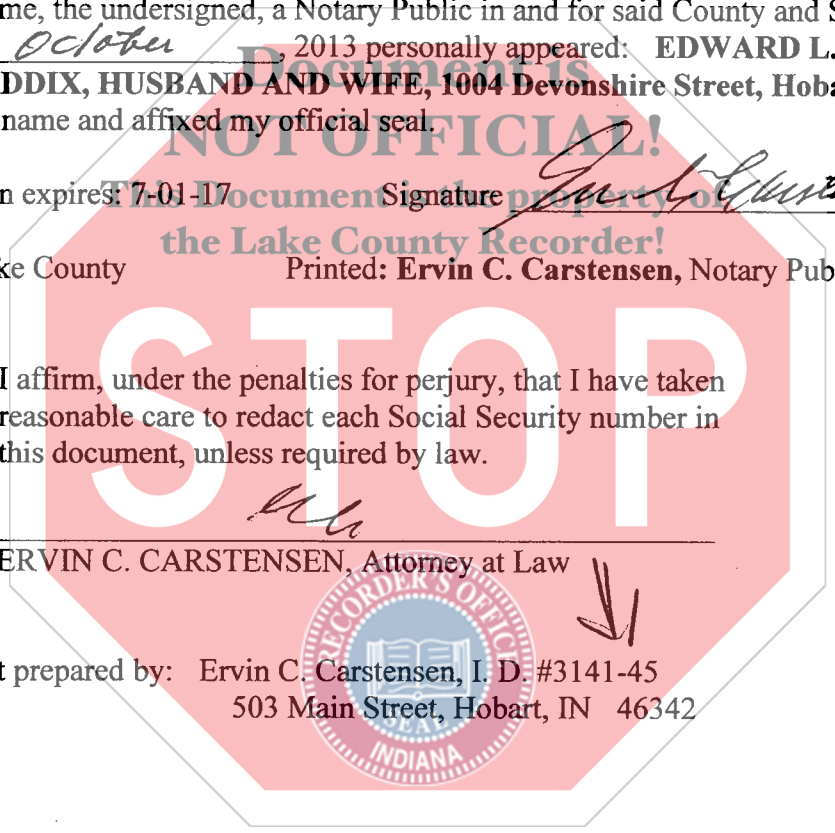 me, the undersigned, a Notary Public in and for said County and S
October , 2013 personally appeared: EDWARD L.
DDIX, HUSBAND AND WIFE, 1004 Devonshire Street, Hoba
name and affixed my official seal.
n expires: 7-01-17 Signature
ke County Printed: Ervin C. Carstensen, Notary Pub
Document is
NOT OFFICIAL!
This Document is the property of
the Lake County Recorder!
STOP
I affirm, under the penalties for perjury, that I have taken
reasonable care to redact each Social Security number in
this document, unless required by law.
ERVIN C. CARSTENSEN, Attorney at Law
t prepared by: Ervin C. Carstensen, I. D. #3141-45
503 Main Street, Hobart, IN 46342
RECORDER'S OFFICE
SEAL
INDIANA